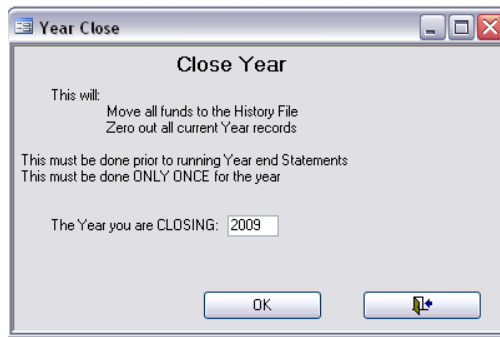 Year Close
Close Year
This will:
Move all funds to the History File
Zero out all current Year records
This must be done prior to running Year end Statements
This must be done ONLY ONCE for the year
The Year you are CLOSING: 2009
OK